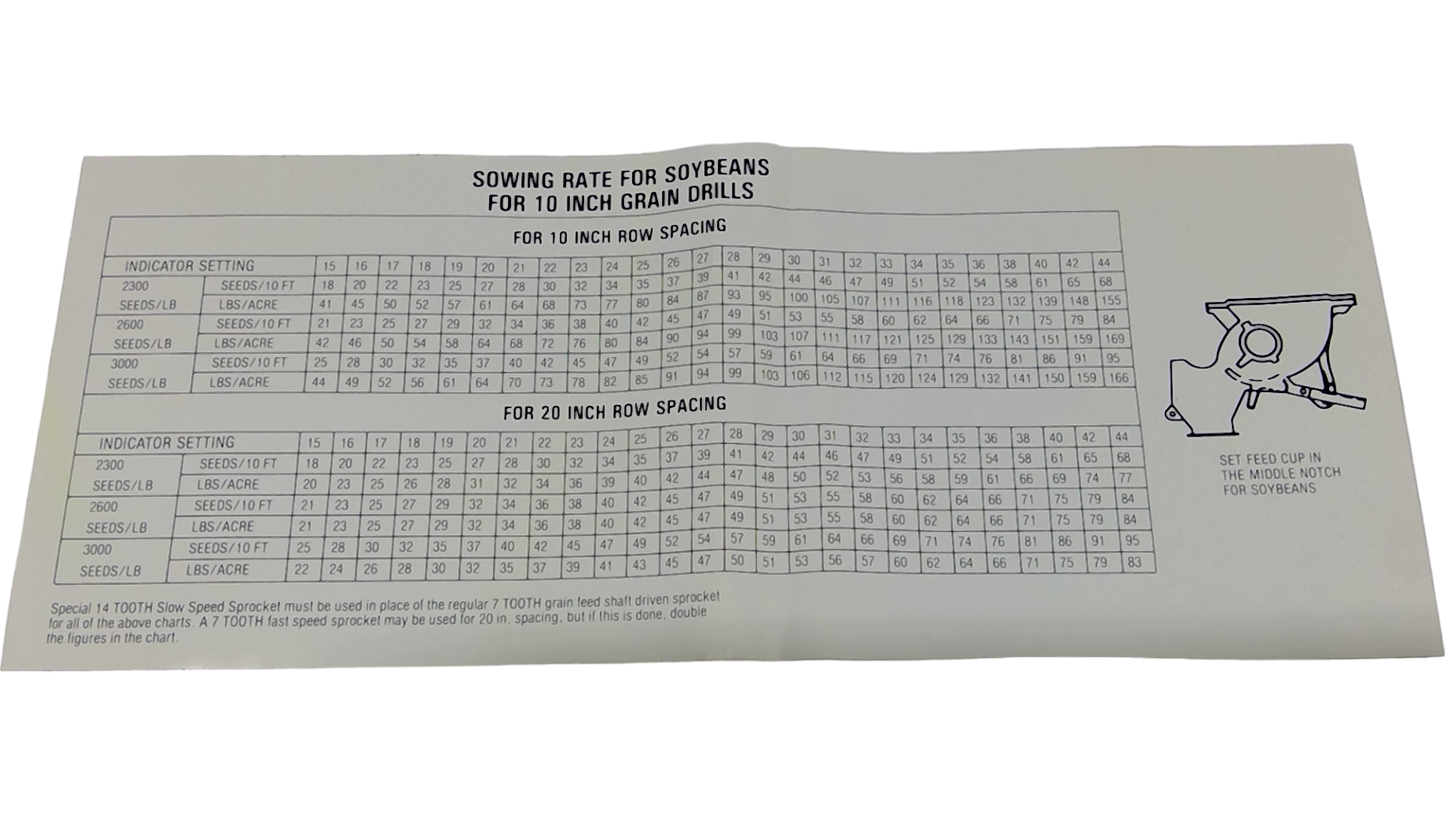 SOWING RATE FOR SOYBEANS
FOR 10 INCH GRAIN DRILLS
FOR 10 INCH ROW SPACING
INDICATOR SETTING 15 16 17 18 19 20 21 22 23 24 25 26 27 28 29 30 31 32 33 34 35 36 38 40 42 44
2300 SEEDS/10 FT 18 20 22 23 25 27 28 30 32 34 35 37 39 41 42 44 46 47 49 51 52 54 58 61 65 68
SEEDS/LB LBS/ACRE 41 45 50 52 57 61 64 68 73 77 80 84 87 93 95 100 105 107 111 116 118 123 132 139 148 155
2600 SEEDS/10 FT 21 23 25 27 29 32 34 36 38 40 42 45 47 49 51 53 55 58 60 62 64 66 71 75 79 84
SEEDS/LB LBS/ACRE 42 46 50 54 58 64 68 72 76 80 84 90 94 99 103 107 111 117 121 125 129 133 143 151 159 169
3000 SEEDS/10 FT 25 28 30 32 35 37 40 42 45 47 49 52 54 57 59 61 64 66 69 71 74 76 81 86 91 95
SEEDS/LB LBS/ACRE 44 49 52 56 61 64 70 73 78 82 85 91 94 99 103 106 112 115 120 124 129 132 141 150 159 166
FOR 20 INCH ROW SPACING
INDICATOR SETTING 15 16 17 18 19 20 21 22 23 24 25 26 27 28 29 30 31 32 33 34 35 36 38 40 42 44
2300 SEEDS/10 FT 18 20 22 23 25 27 28 30 32 34 35 37 39 41 42 44 46 47 49 51 52 54 58 61 65 68
SEEDS/LB LBS/ACRE 20 23 25 26 28 31 32 34 36 39 40 42 44 47 48 50 52 53 56 58 59 61 66 69 74 77
2600 SEEDS/10 FT 21 23 25 27 29 32 34 36 38 40 42 45 47 49 51 53 55 58 60 62 64 66 71 75 79 84
SEEDS/LB LBS/ACRE 21 23 25 27 29 32 34 36 38 40 42 45 47 49 51 53 55 58 60 62 64 66 71 75 79 84
3000 SEEDS/10 FT 25 28 30 32 35 37 40 42 45 47 49 52 54 57 59 61 64 66 69 71 74 76 81 86 91 95
SEEDS/LB LBS/ACRE 22 24 26 28 30 32 35 37 39 41 43 45 47 50 51 53 56 57 60 62 64 66 71 75 79 83
Special 14 TOOTH Slow Speed Sprocket must be used in place of the regular 7 TOOTH grain feed shaft driven sprocket
for all of the above charts. A 7 TOOTH fast speed sprocket may be used for 20 in. spacing, but if this is done, double
the figures in the chart.
SET FEED CUP IN
THE MIDDLE NOTCH
FOR SOYBEANS